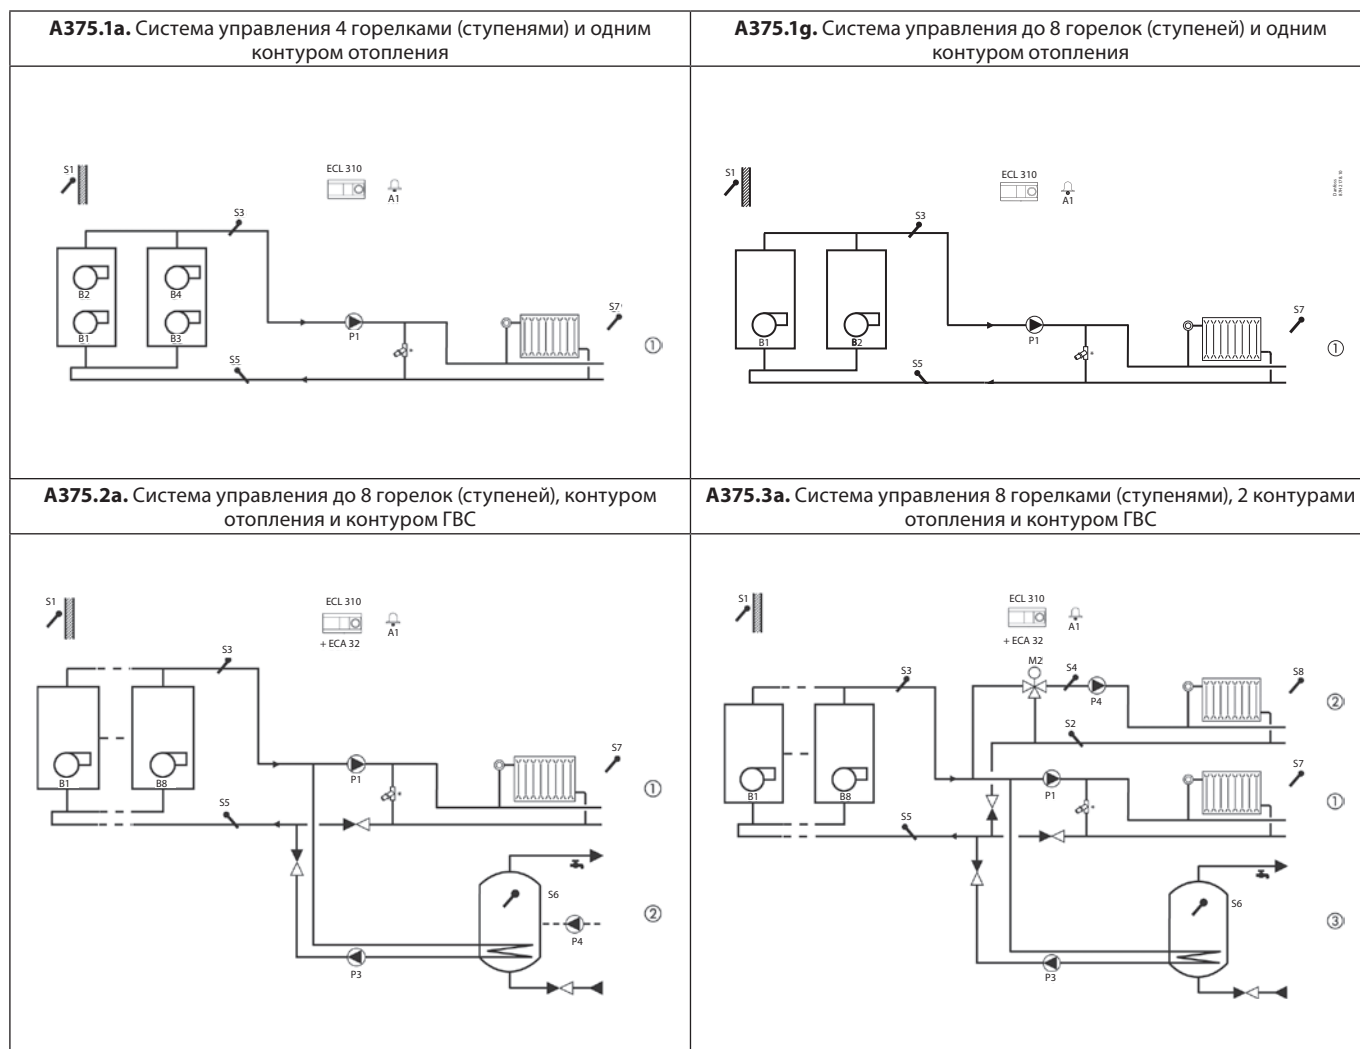 A375.1a. Система управления 4 горелками (ступенями) и одним
контуром отопления
S1
ECL 310
A1
S3
B2
B4
B1
B3
P1
S7
1
S5
*
A375.1g. Система управления до 8 горелок (ступеней) и одним
контуром отопления
S1
ECL 310
A1
Danfoss
S3
B1
B2
P1
S7
1
S5
*
A375.2a. Система управления до 8 горелок (ступеней), контуром
отопления и контуром ГВС
S1
ECL 310
A1
+ ECA 32
S3
B1
B8
P1
S7
1
S5
*
S6
2
P4
P3
A375.3a. Система управления 8 горелками (ступенями), 2 контурами
отопления и контуром ГВС
S1
ECL 310
A1
+ ECA 32
M2
S3
S4
S8
P4
2
S2
B1
B8
P1
S7
1
S5
*
S6
3
P3